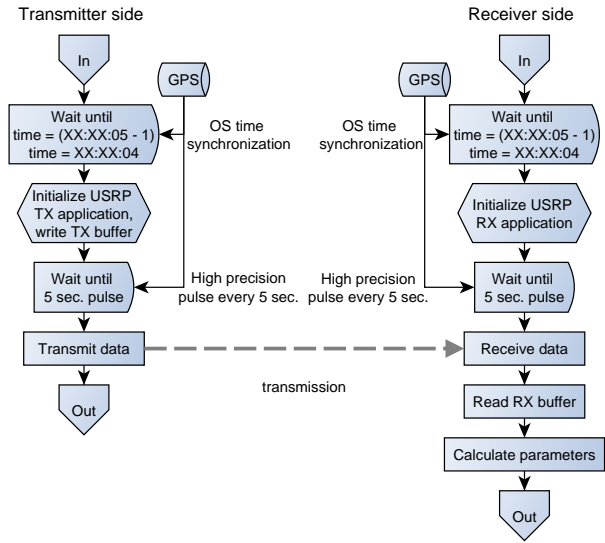 Transmitter side
In
GPS
Wait until
time = (XX:XX:05 - 1)
time = XX:XX:04
OS time
synchronization
Initialize USRP
TX application,
write TX buffer
Wait until
5 sec. pulse
High precision
pulse every 5 sec.
Transmit data
Out
transmission
Receiver side
In
GPS
Wait until
time = (XX:XX:05 - 1)
time = XX:XX:04
OS time
synchronization
Initialize USRP
RX application
Wait until
5 sec. pulse
High precision
pulse every 5 sec.
Receive data
Read RX buffer
Calculate parameters
Out